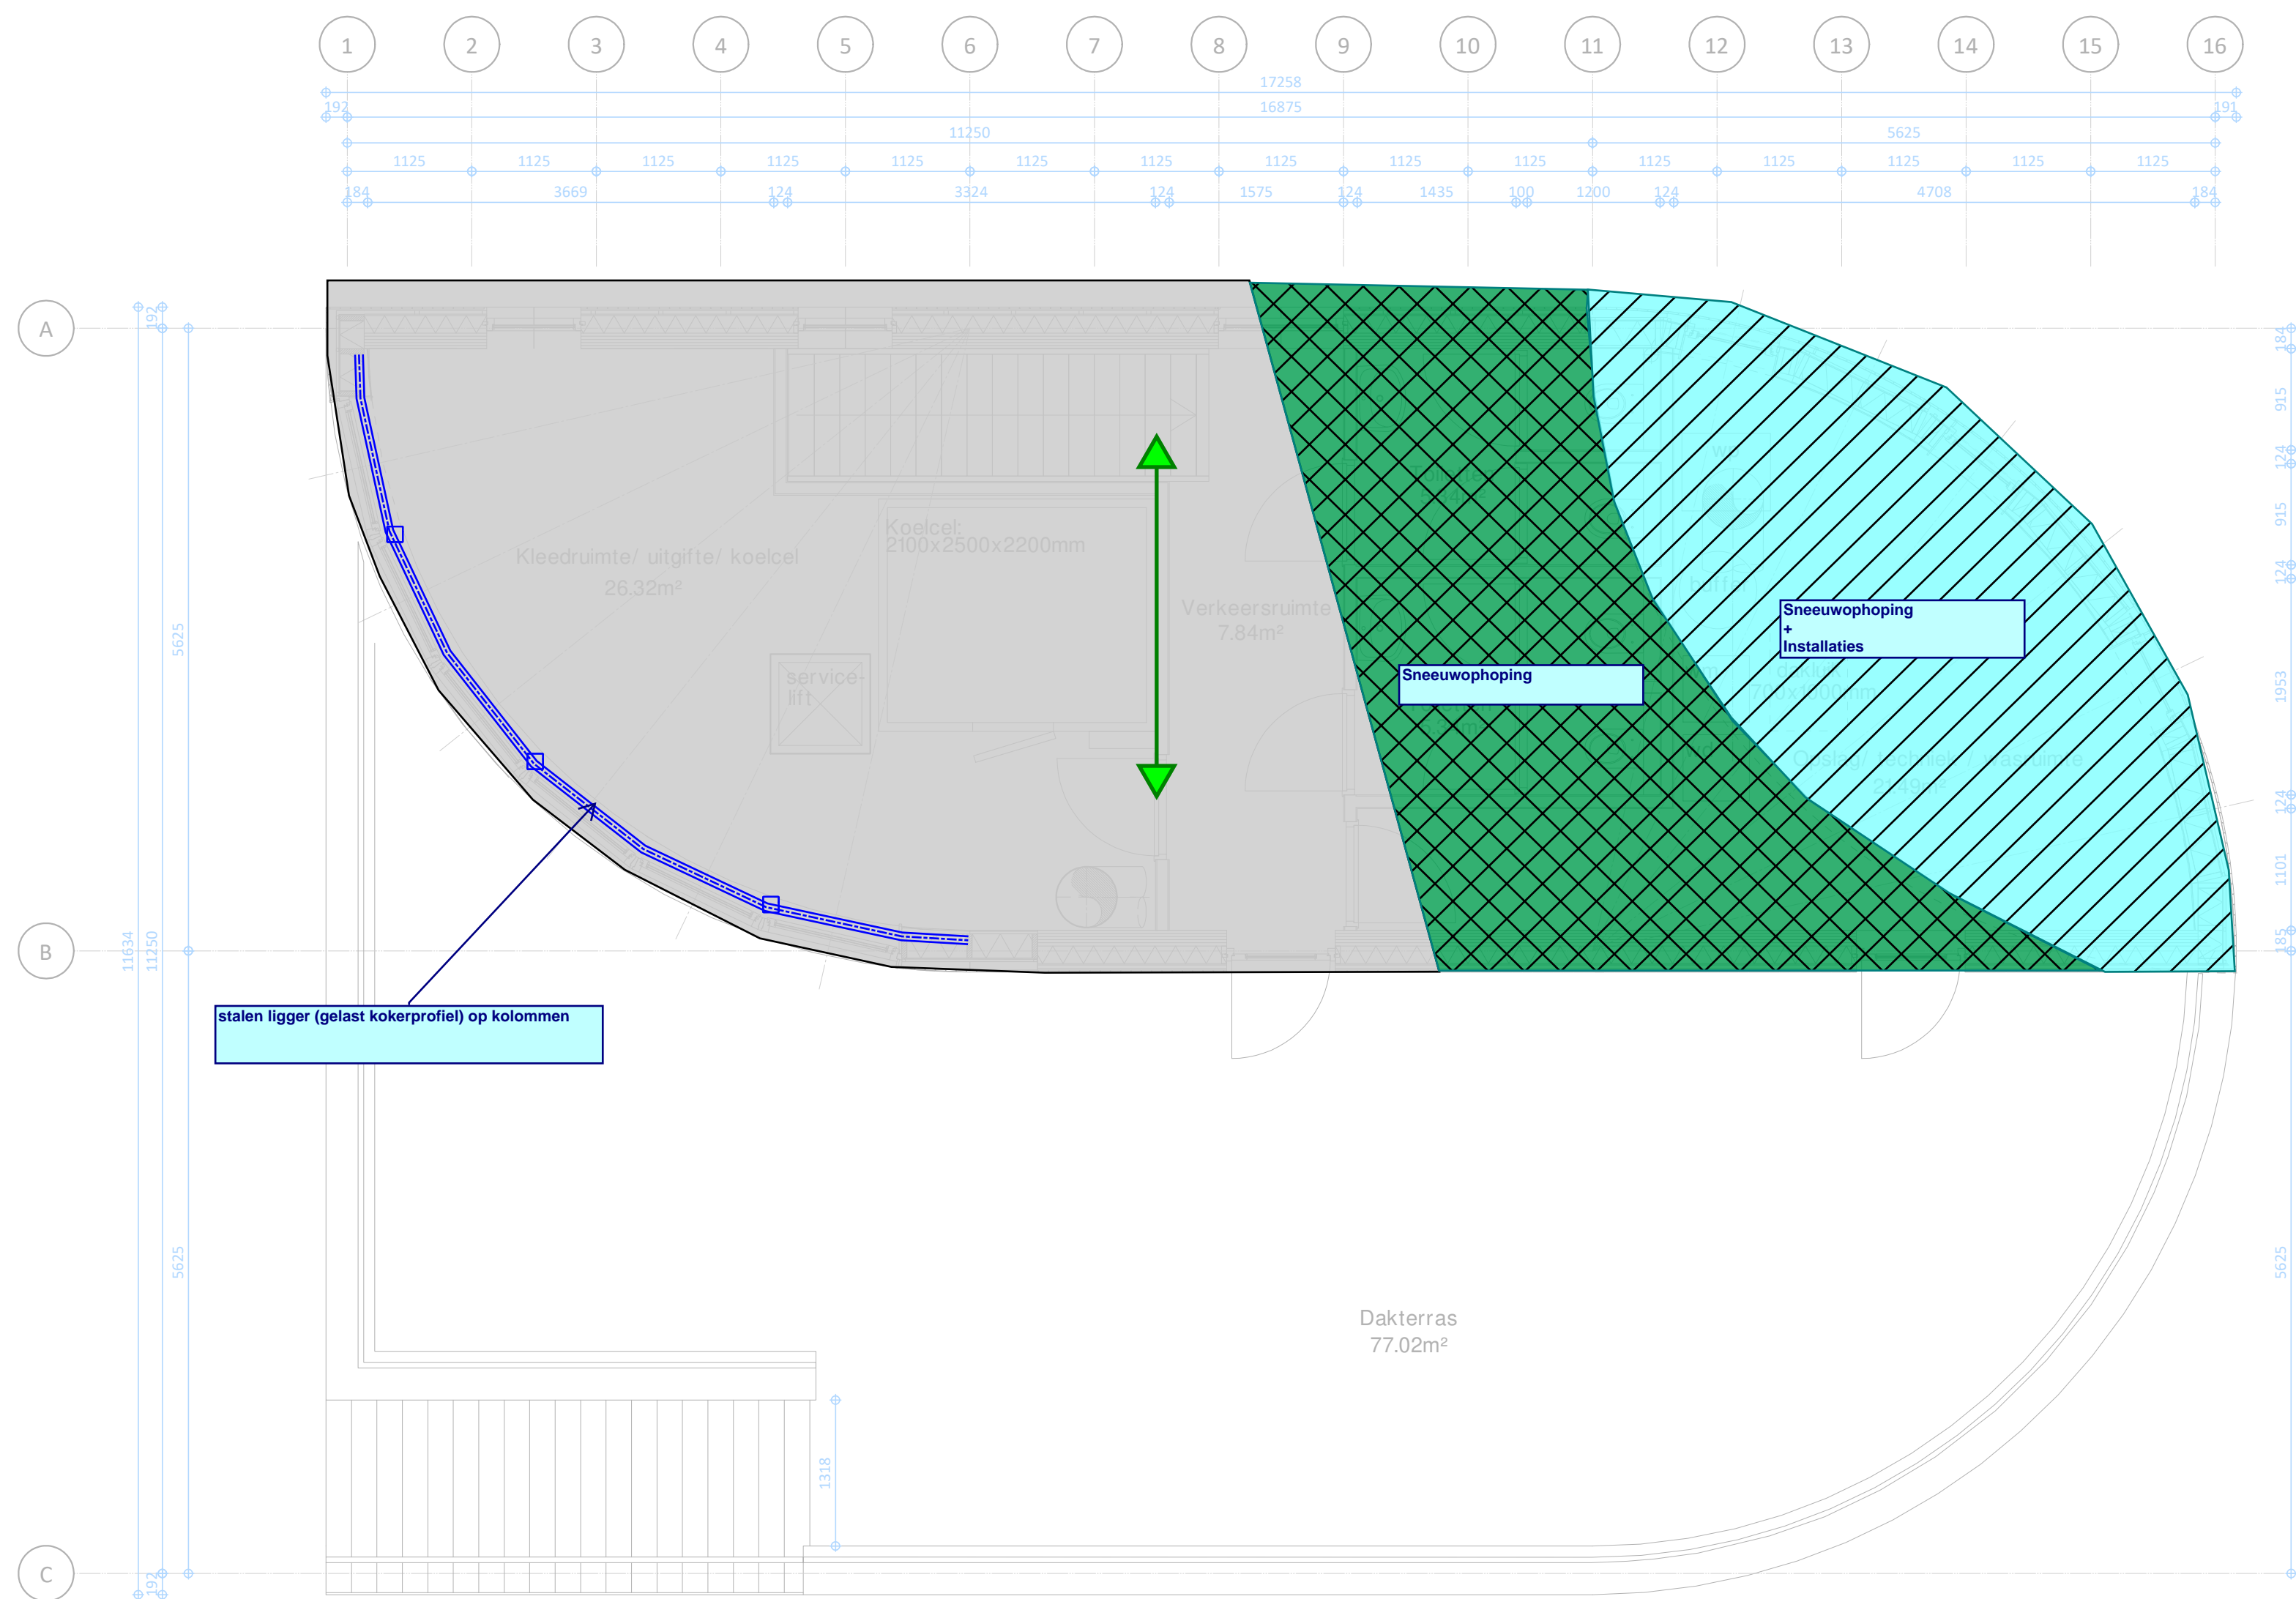 1 2 3 4 5 6 7 8 9 10 11 12 13 14 15 16
17258
192 16875 191
11250 5625
1125 1125 1125 1125 1125 1125 1125 1125 1125 1125 1125 1125 1125 1125 1125
184 3669 124 3324 124 1575 124 1435 100 1200 124 4708 184
A
192
184
915
124
915
124
1953
124
1101
185
5625
5625
11634
11250
5625
192
1318
B
C
Koelcel:
2100x2500x2200mm
Kleedruimte/ uitgifte/ koelcel
26.32m²
Verkeersruimte
7.84m²
service-
lift
Sneeuwophoping
+
Installaties
Sneeuwophoping
Opslag/ techniek / wasruimte
stalen ligger (gelast kokerprofiel) op kolommen
Dakterras
77.02m²